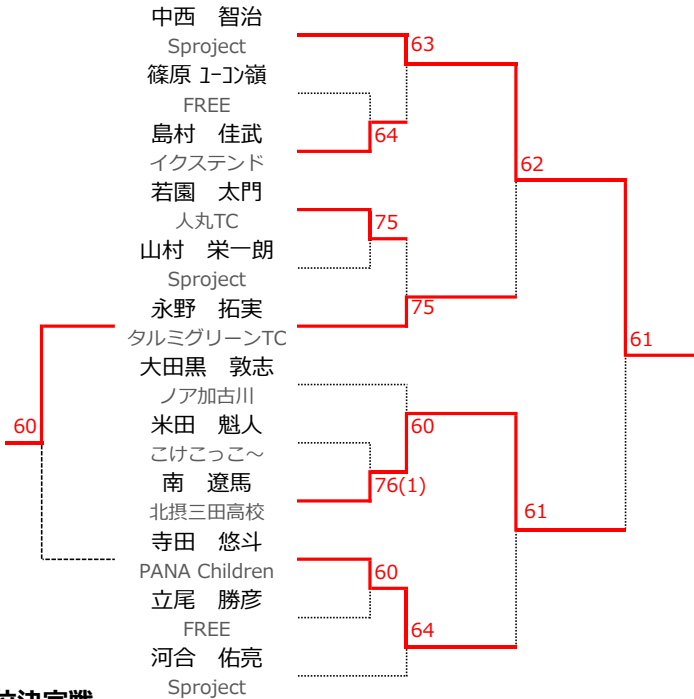 中西　智治
Sproject
63
篠原 ﾕｰｺﾝ嶺
FREE
島村　佳武
64
イクステンド
62
若園　太門
人丸TC
75
山村　栄一朗
Sproject
永野　拓実
75
タルミグリーンTC
61
大田黒　敦志
ノア加古川
米田　魁人
60
60
こけこっこ～
南　遼馬
76(1)
北摂三田高校
61
寺田　悠斗
PANA Children
60
立尾　勝彦
FREE
64
河合　佑亮
Sproject
位決定戦